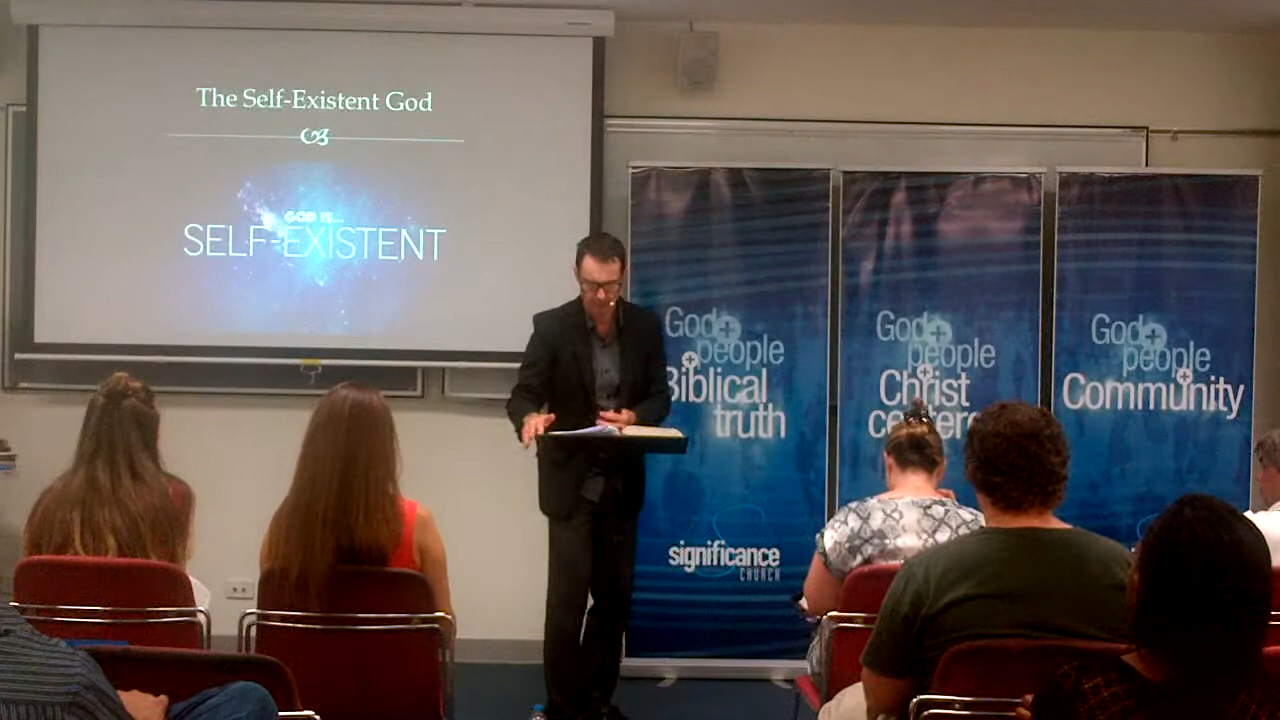 The Self-Existent God
GOD IS...
SELF-EXISTENT
God +
people
+
Biblical
truth
significance
CHURCH
God +
people
+
Christ
God +
people
+
Community